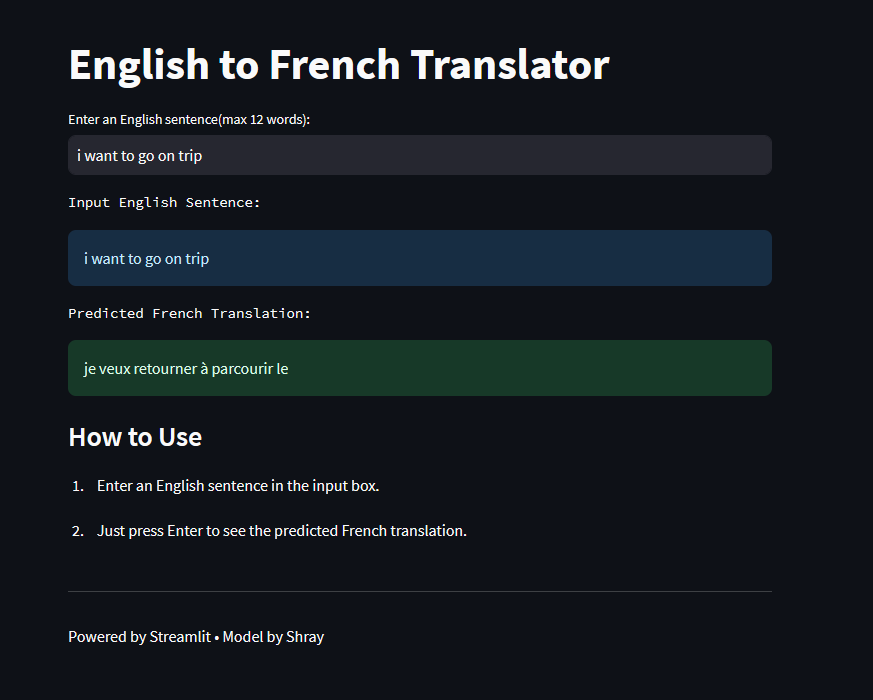 English to French Translator
Enter an English sentence(max 12 words):
i want to go on trip
Input English Sentence:
i want to go on trip
Predicted French Translation:
je veux retourner à parcourir le
How to Use
1. Enter an English sentence in the input box.
2. Just press Enter to see the predicted French translation.
Powered by Streamlit • Model by Shray